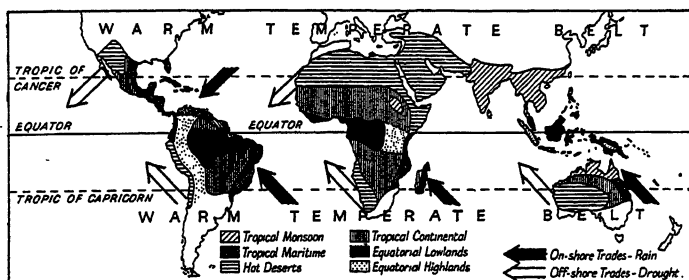 WARM TEMPERATE BELT
TROPIC OF
CANCER
EQUATOR
EQUATOR
TROPIC OF CAPRICORN
WARM TEMPERATE BELT
Tropical Monsoon
Tropical Maritime
Hot Deserts
Tropical Continental
Equatorial Lowlands
Equatorial Highlands
On-shore Trades-Rain
Off-shore Trades-Drought